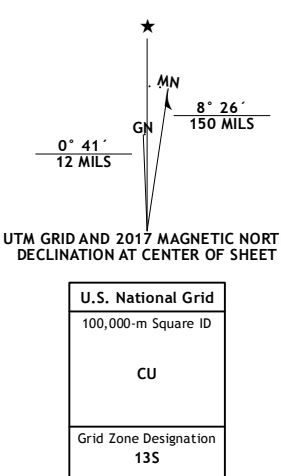 ★
MN
8° 26´
150 MILS
GN
0° 41´
12 MILS
UTM GRID AND 2017 MAGNETIC NORT
DECLINATION AT CENTER OF SHEET
U.S. National Grid
100,000-m Square ID
CU
Grid Zone Designation
13S